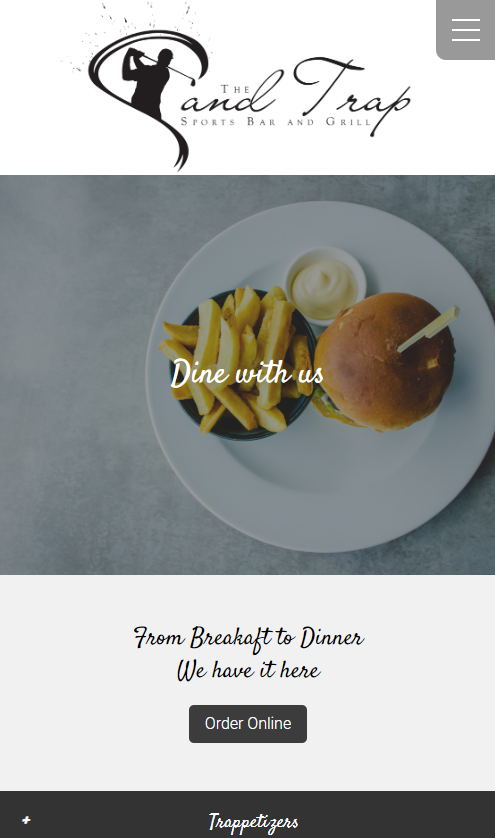 The
Sand Trap
Sports Bar and Grill
Dine with us
From Breakaft to Dinner
We have it here
Order Online
+ Trappetizers